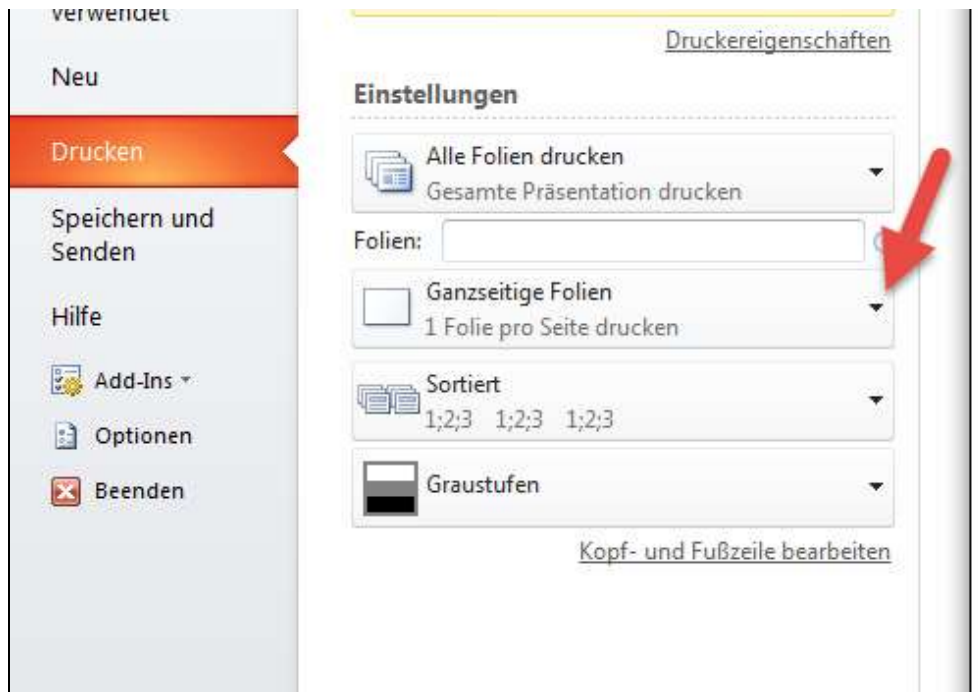 verwendet
Neu
Drucken
Speichern und
Senden
Hilfe
Add-Ins
Optionen
Beenden
Druckereigenschaften
Einstellungen
Alle Folien drucken
Gesamte Präsentation drucken
Folien:
Ganzseitige Folien
1 Folie pro Seite drucken
Sortiert
1;2;3 1;2;3 1;2;3
Graustufen
Kopf- und Fußzeile bearbeiten